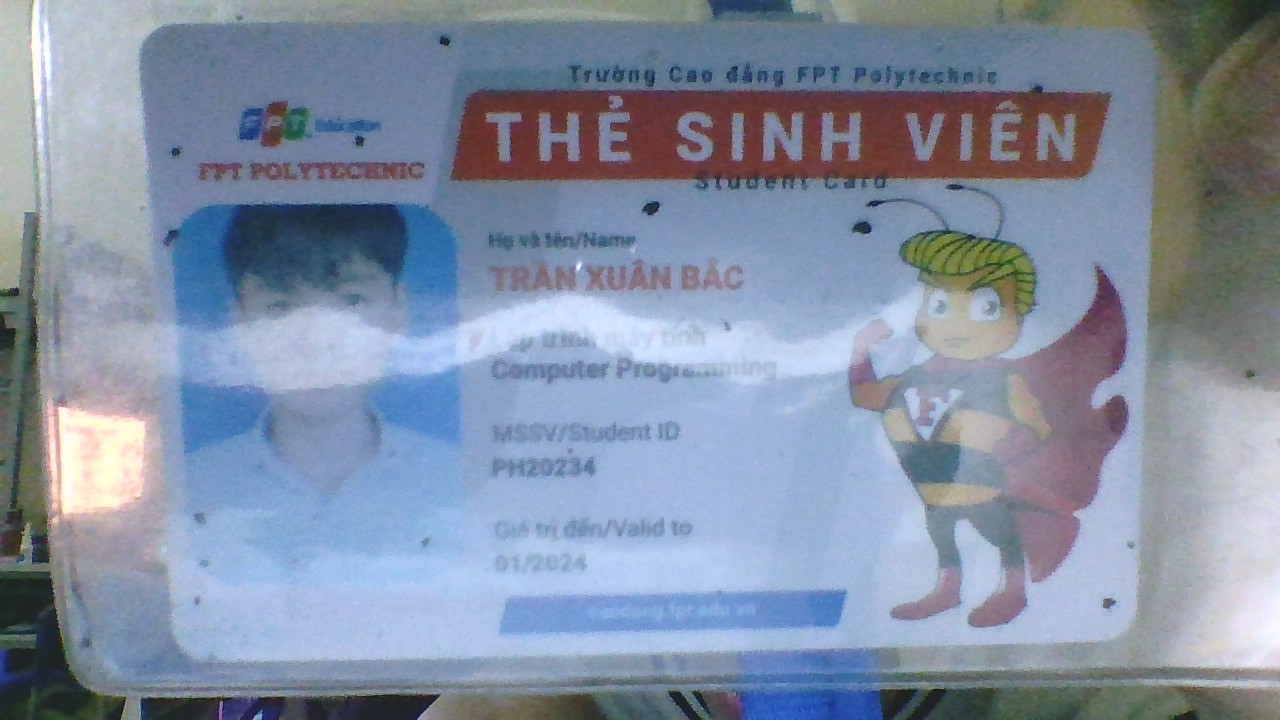 Trường Cao đẳng FPT Polytechnic
THẺ SINH VIÊN
Student Card
FPT
FPT POLYTECHNIC
Họ và tên/Name
TRẦN XUÂN BẮC
Lập trình máy tính
Computer Programming
MSSV/Student ID
PH20234
Giá trị đến/Valid to
01/2024
caodang.fpt.edu.vn
F